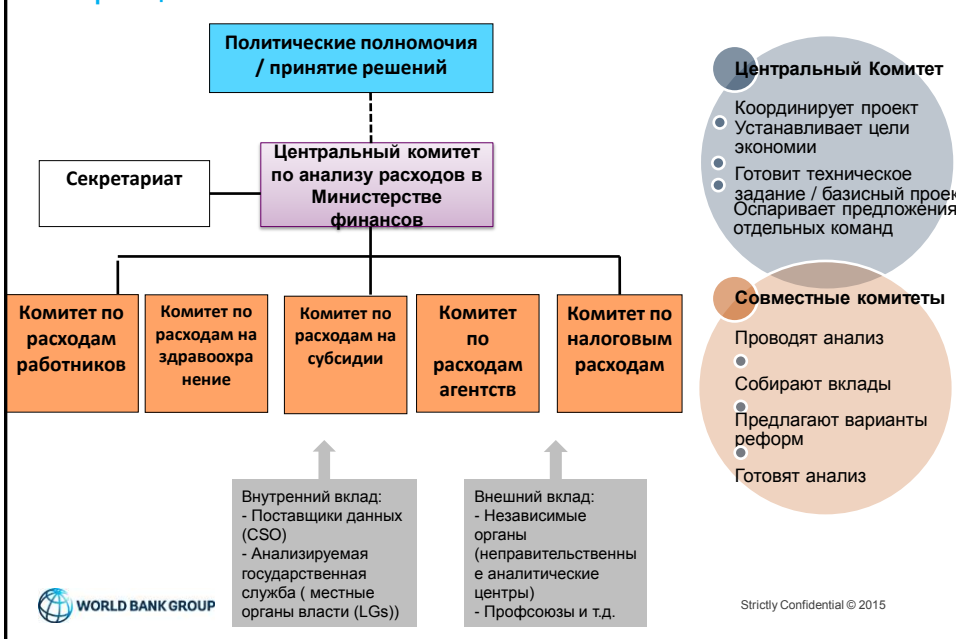 Политические полномочия
/ принятие решений
Центральный комитет
по анализу расходов в
Министерстве
финансов
Секретариат
Комитет по
расходам
работников
Комитет по
расходам на
здравоохра
нение
Комитет по
расходам на
субсидии
Комитет
по
расходам
агентств
Комитет по
налоговым
расходам
Внутренний вклад:
- Поставщики данных
(CSO)
- Анализируемая
государственная
служба ( местные
органы власти (LGs))
Внешний вклад:
- Независимые
органы
(неправительственны
е аналитические
центры)
- Профсоюзы и т.д.
Центральный Комитет
Координирует проект
Устанавливает цели
экономии
Готовит техническое
задание / базисный проек
Оспаривает предложения
отдельных команд
Совместные комитеты
Проводят анализ
Собирают вклады
Предлагают варианты
реформ
Готовят анализ
WORLD BANK GROUP
Strictly Confidential © 2015